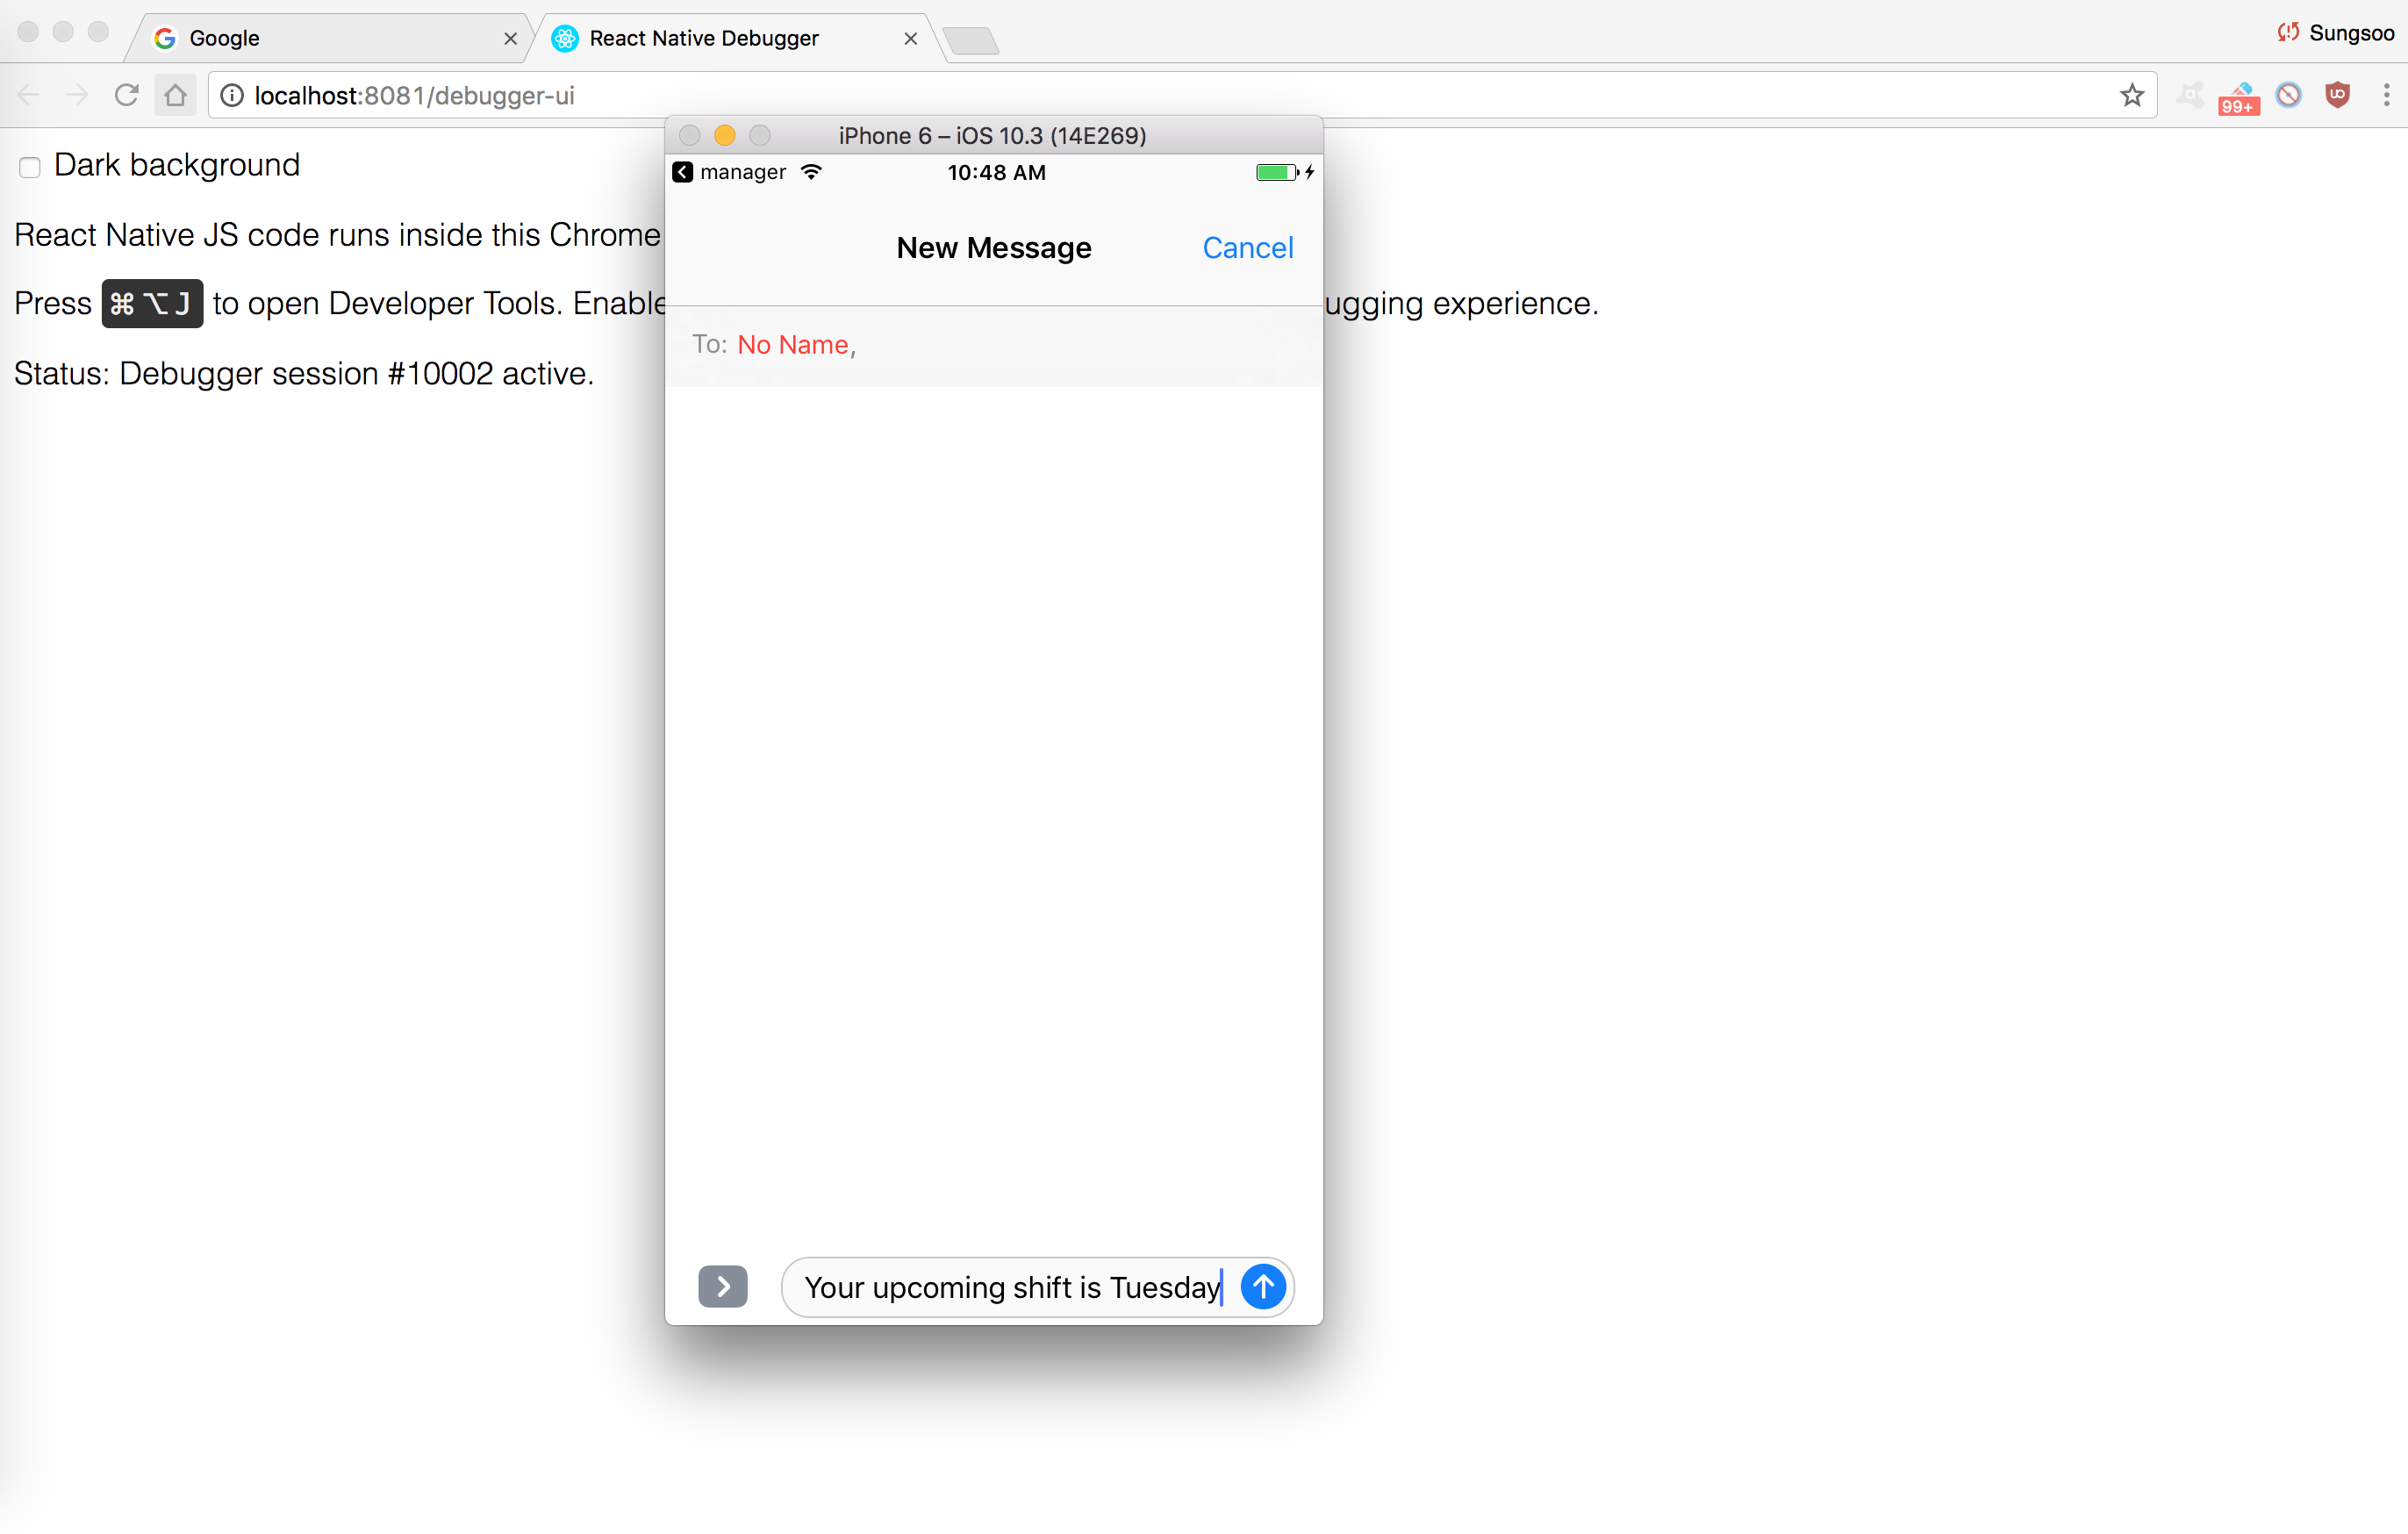 Google
React Native Debugger
Sungsoo
localhost:8081/debugger-ui
99+
iPhone 6 – iOS 10.3 (14E269)
manager
10:48 AM
Dark background
New Message
Cancel
React Native JS code runs inside this Chrome
Press ⌘⌥J to open Developer Tools. Enable
ugging experience.
To: No Name,
Status: Debugger session #10002 active.
Your upcoming shift is Tuesday